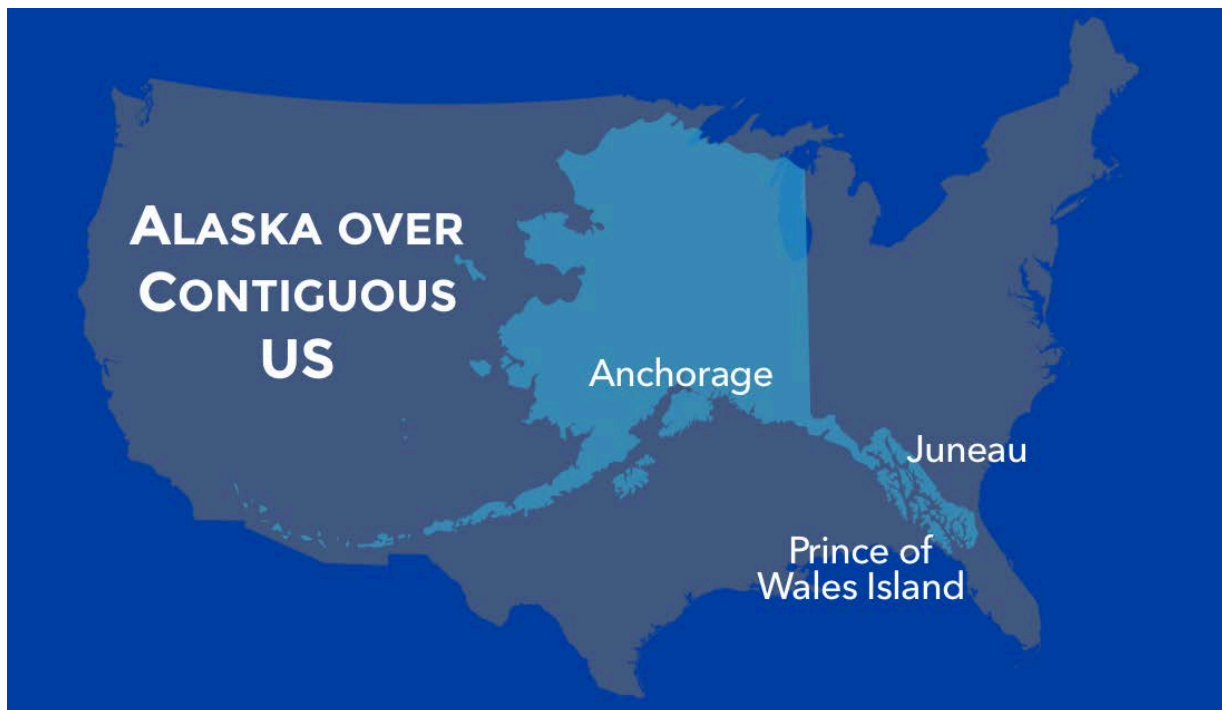 ALASKA OVER
CONTIGUOUS
US
Anchorage
Juneau
Prince of
Wales Island